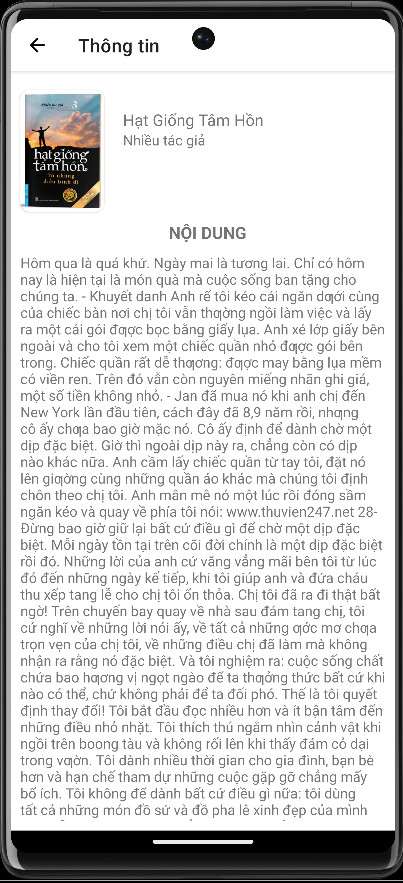 Thông tin
3
hạt giống
tâm hồn
Từ những
điều bình dị
Hạt Giống Tâm Hồn
Nhiều tác giả
NỘI DUNG
Hôm qua là quá khứ. Ngày mai là tương lai. Chỉ có hôm
nay là hiện tại là món quà mà cuộc sống ban tặng cho
chúng ta. - Khuyết danh Anh rể tôi kéo cái ngăn dƣới cùng
của chiếc bàn nơi chị tôi vẫn thƣờng ngồi làm việc và lấy
ra một cái gói đƣợc bọc bằng giấy lụa. Anh xé lớp giấy bên
ngoài và cho tôi xem một chiếc quần nhỏ đƣợc gói bên
trong. Chiếc quần rất dễ thƣơng: đƣợc may bằng lụa mềm
có viền ren. Trên đó vẫn còn nguyên miếng nhãn ghi giá,
một số tiền không nhỏ. - Jan đã mua nó khi anh chị đến
New York lần đầu tiên, cách đây đã 8,9 năm rồi, nhƣng
cô ấy chƣa bao giờ mặc nó. Cô ấy định để dành chờ một
dịp đặc biệt. Giờ thì ngoài dịp này ra, chẳng còn có dịp
nào khác nữa. Anh cầm lấy chiếc quần từ tay tôi, đặt nó
lên giƣờng cùng những quần áo khác mà chúng tôi định
chôn theo chị tôi. Anh mân mê nó một lúc rồi đóng sầm
ngăn kéo và quay về phía tôi nói: www.thuvien247.net 28-
Đừng bao giờ giữ lại bất cứ điều gì để chờ một dịp đặc
biệt. Mỗi ngày tồn tại trên cõi đời chính là một dịp đặc biệt
rồi đó. Những lời của anh cứ văng vẳng mãi bên tôi từ lúc
đó đến những ngày kế tiếp, khi tôi giúp anh và đứa cháu
thu xếp tang lễ cho chị tôi ổn thỏa. Chị tôi đã ra đi thật bất
ngờ! Trên chuyến bay quay về nhà sau đám tang chị, tôi
cứ nghĩ về những lời nói ấy, về tất cả những ƣớc mơ chƣa
trọn vẹn của chị tôi, về những điều chị đã làm mà không
nhận ra rằng nó đặc biệt. Và tôi nghiệm ra: cuộc sống chất
chứa bao hƣơng vị ngọt ngào để ta thƣởng thức bất cứ khi
nào có thể, chứ không phải để ta đối phó. Thế là tôi quyết
định thay đổi! Tôi bắt đầu đọc nhiều hơn và ít bận tâm đến
những điều nhỏ nhặt. Tôi thích thú ngắm nhìn cảnh vật khi
ngồi trên boong tàu và không rối lên khi thấy đám cỏ dại
trong vƣờn. Tôi dành nhiều thời gian cho gia đình, bạn bè
hơn và hạn chế tham dự những cuộc gặp gỡ chẳng mấy
bổ ích. Tôi không để dành bất cứ điều gì nữa: tôi dùng
tất cả những món đồ sứ và đồ pha lê xinh đẹp của mình